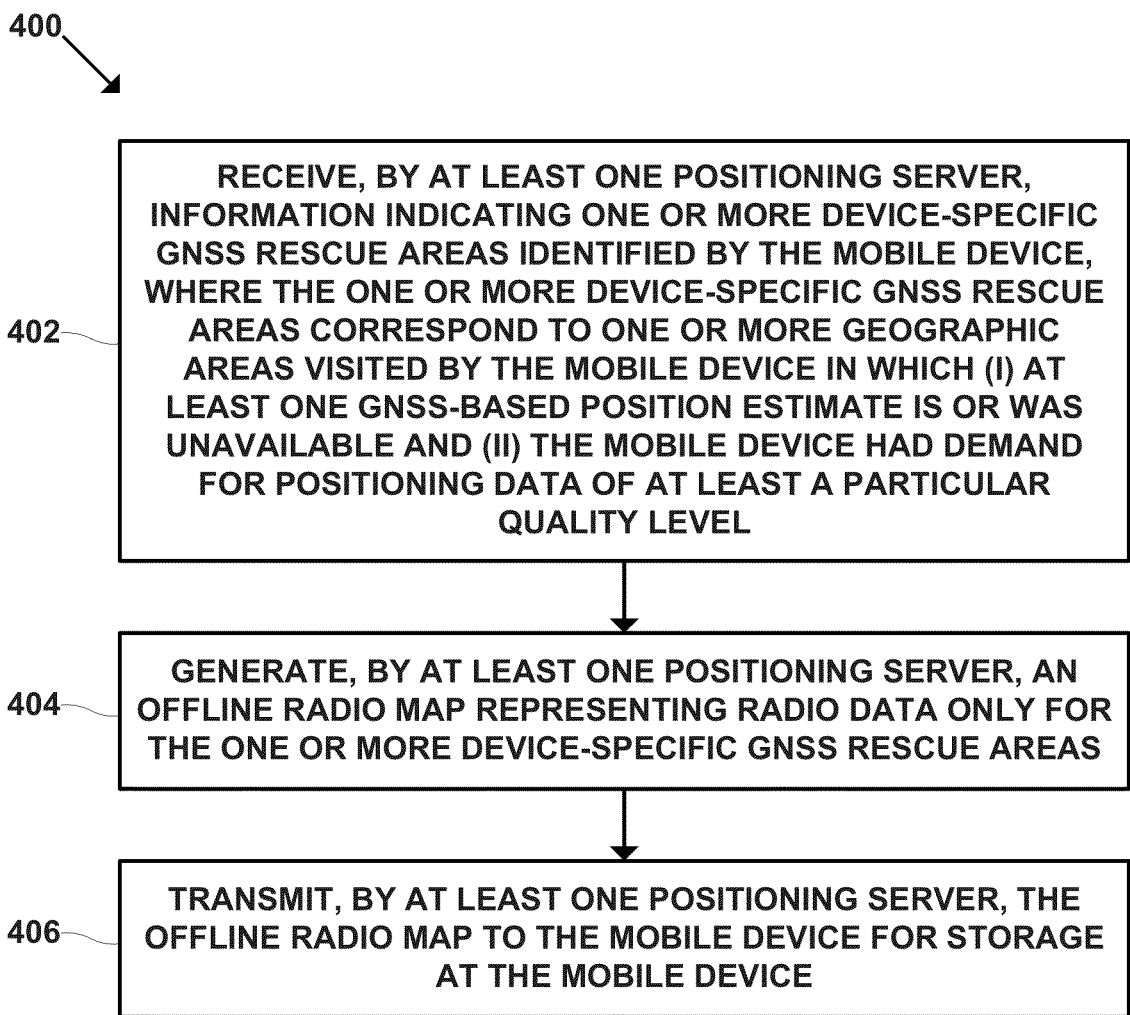 400
RECEIVE, BY AT LEAST ONE POSITIONING SERVER,
INFORMATION INDICATING ONE OR MORE DEVICE-SPECIFIC
GNSS RESCUE AREAS IDENTIFIED BY THE MOBILE DEVICE,
WHERE THE ONE OR MORE DEVICE-SPECIFIC GNSS RESCUE
AREAS CORRESPOND TO ONE OR MORE GEOGRAPHIC
AREAS VISITED BY THE MOBILE DEVICE IN WHICH (I) AT
LEAST ONE GNSS-BASED POSITION ESTIMATE IS OR WAS
UNAVAILABLE AND (II) THE MOBILE DEVICE HAD DEMAND
FOR POSITIONING DATA OF AT LEAST A PARTICULAR
QUALITY LEVEL
402
GENERATE, BY AT LEAST ONE POSITIONING SERVER, AN
OFFLINE RADIO MAP REPRESENTING RADIO DATA ONLY FOR
THE ONE OR MORE DEVICE-SPECIFIC GNSS RESCUE AREAS
404
TRANSMIT, BY AT LEAST ONE POSITIONING SERVER, THE
OFFLINE RADIO MAP TO THE MOBILE DEVICE FOR STORAGE
AT THE MOBILE DEVICE
406